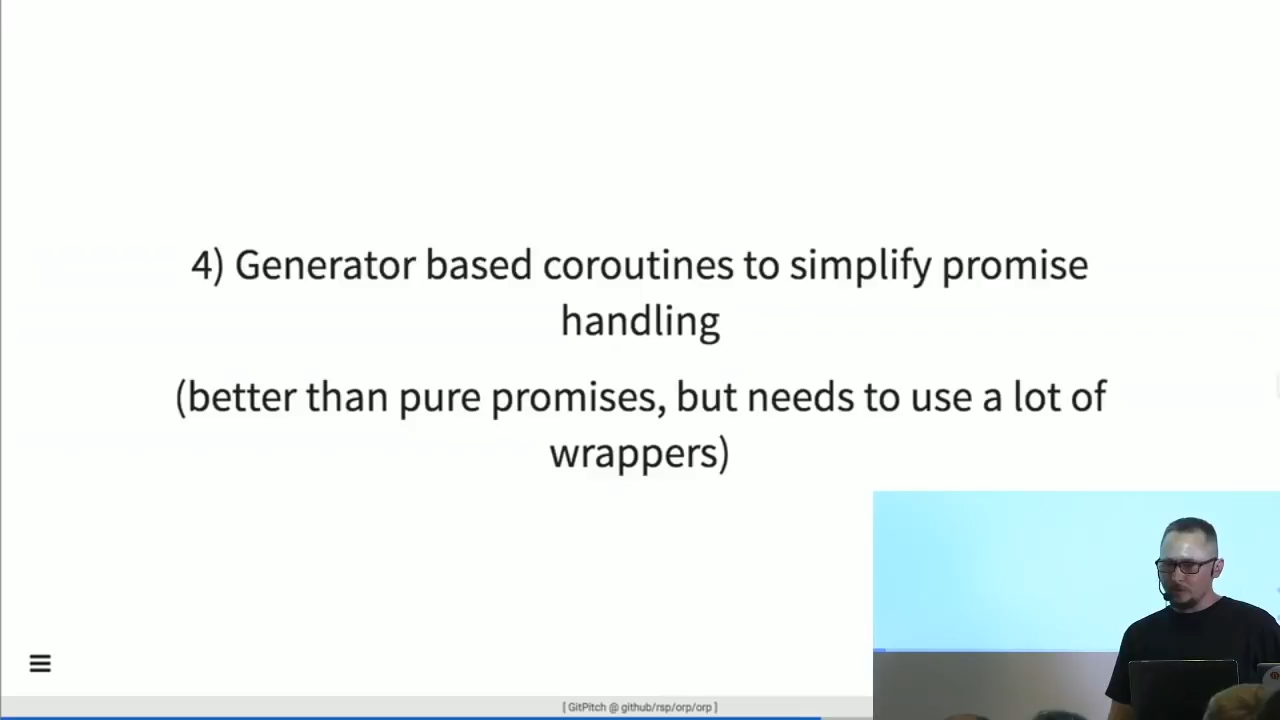 4) Generator based coroutines to simplify promise
handling
(better than pure promises, but needs to use a lot of
wrappers)
[ GitPitch @ github/rsp/orp/orp ]